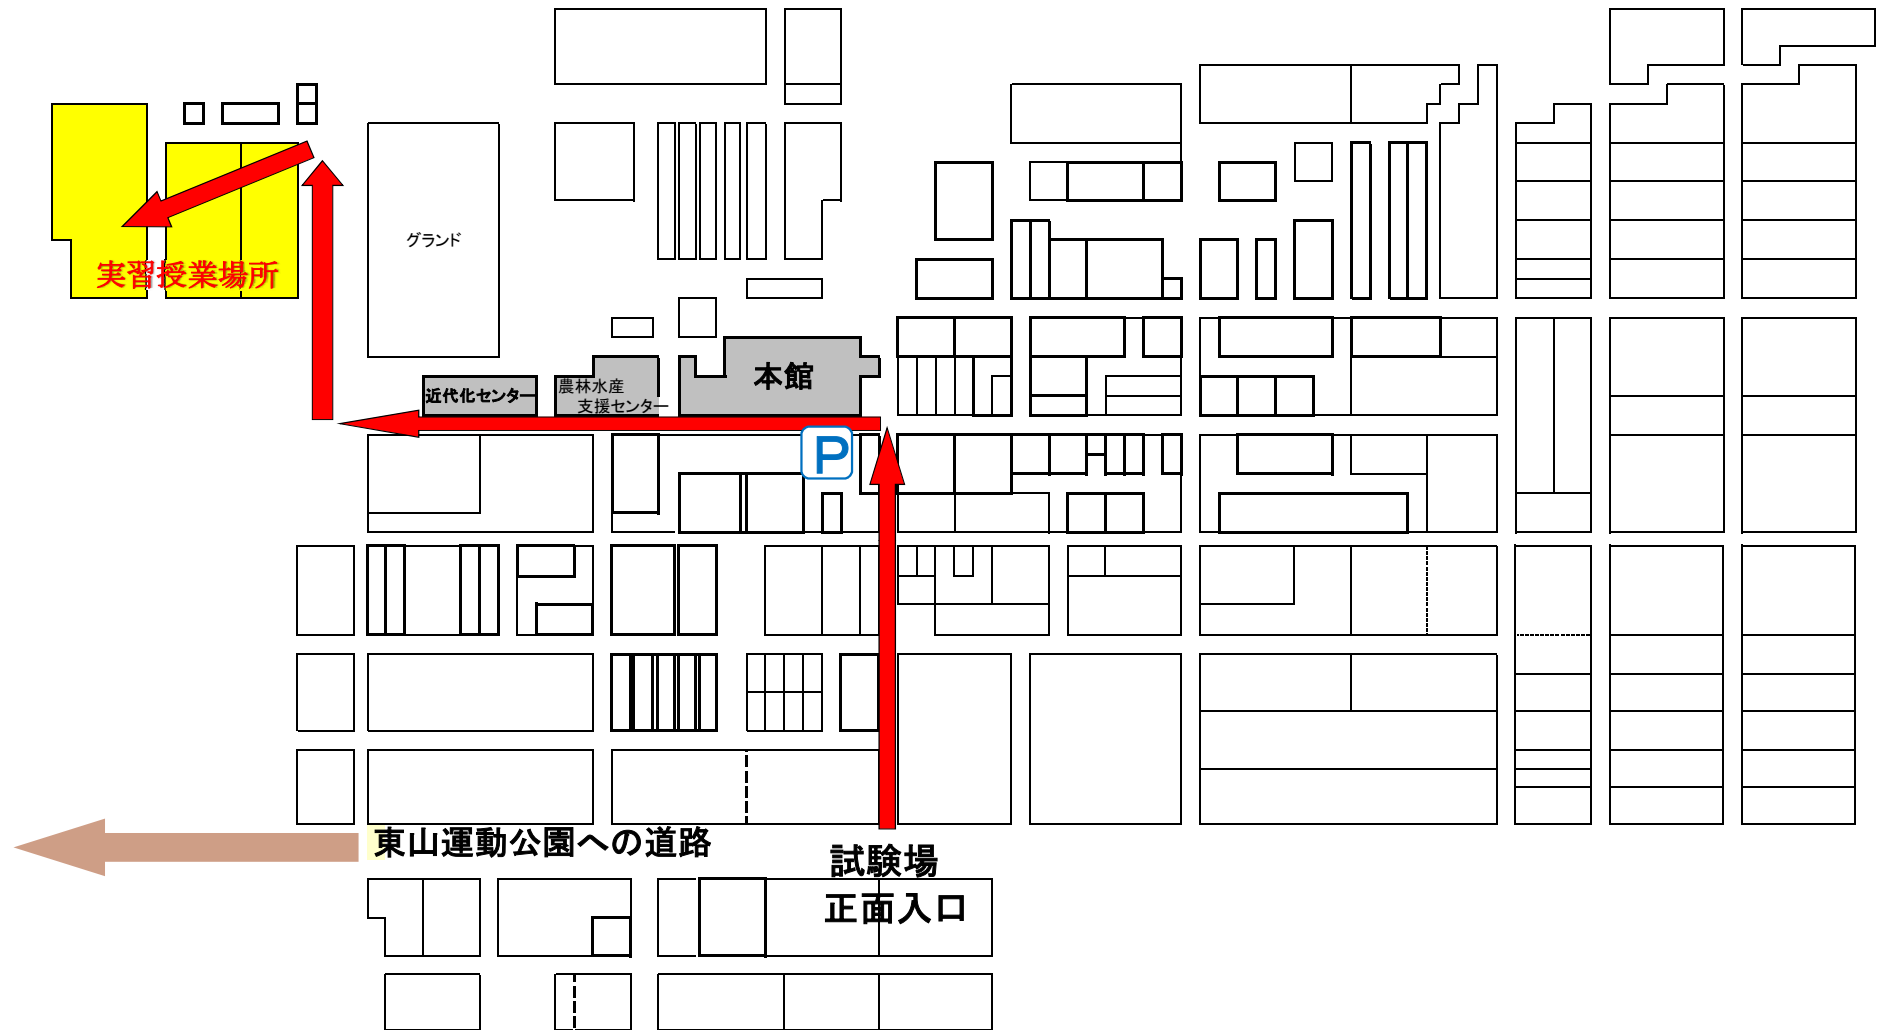 グランド
実習授業場所
本館
農林水産
支援センター
近代化センター
P
東山運動公園への道路
試験場
正面入口